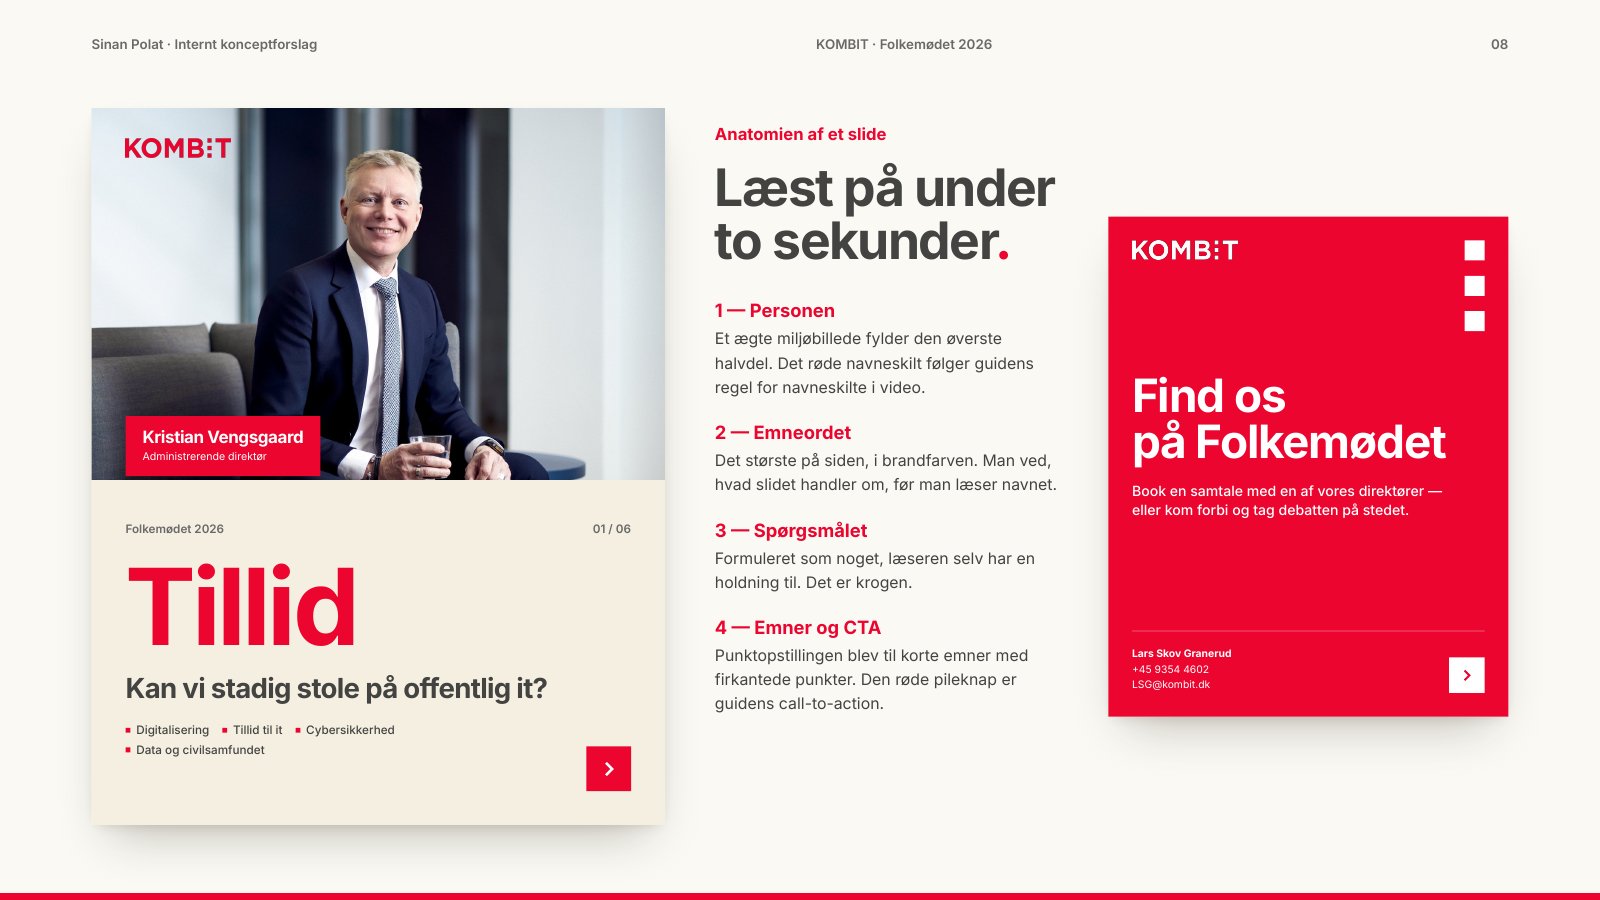 Sinan Polat · Internt konceptforslag
KOMBIT · Folkemødet 2026
08
KOMBIT
Kristian Vengsgaard
Administrerende direktør
Folkemødet 2026
01 / 06
Tillid
Kan vi stadig stole på offentlig it?
Digitalisering
Tillid til it
Cybersikkerhed
Data og civilsamfundet
Anatomien af et slide
Læst på under
to sekunder.
1 — Personen
Et ægte miljøbillede fylder den øverste
halvdel. Det røde navneskilt følger guidens
regel for navneskilte i video.
2 — Emneordet
Det største på siden, i brandfarven. Man ved,
hvad slidet handler om, før man læser navnet.
3 — Spørgsmålet
Formuleret som noget, læseren selv har en
holdning til. Det er krogen.
4 — Emner og CTA
Punktopstillingen blev til korte emner med
firkantede punkter. Den røde pileknap er
guidens call-to-action.
KOMBIT
Find os
på Folkemødet
Book en samtale med en af vores direktører —
eller kom forbi og tag debatten på stedet.
Lars Skov Granerud
+45 9354 4602
LSG@kombit.dk